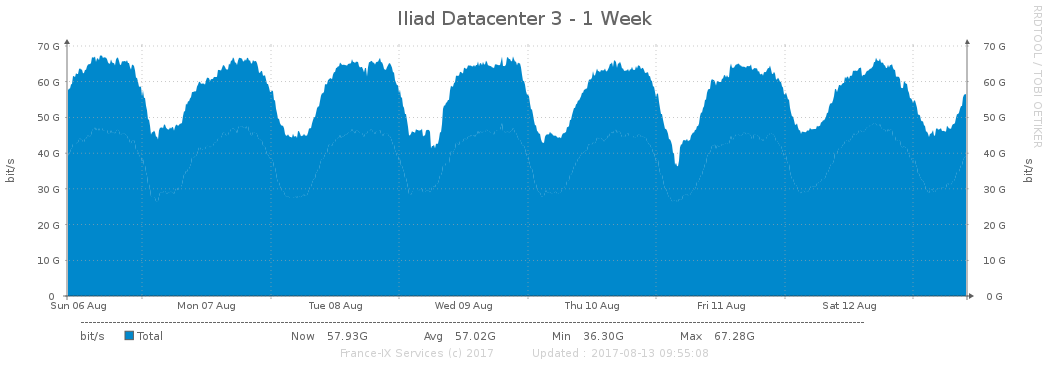 Iliad Datacenter 3 - 1 Week
RRDTOOL / TOBI OETIKER
70 G 70 G
60 G 60 G
50 G 50 G
40 G 40 G
30 G 30 G
20 G 20 G
10 G 10 G
0 0 G
bit/s bit/s
Sun 06 Aug Mon 07 Aug Tue 08 Aug Wed 09 Aug Thu 10 Aug Fri 11 Aug Sat 12 Aug
bit/s Total Now 57.93G Avg 57.02G Min 36.30G Max 67.28G
France-IX Services (c) 2017 Updated : 2017-08-13 09:55:08